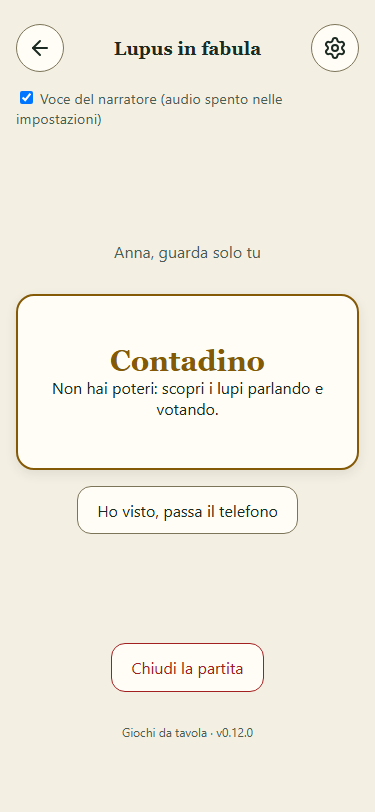 Lupus in fabula
Voce del narratore (audio spento nelle
impostazioni)
Anna, guarda solo tu
Contadino
Non hai poteri: scopri i lupi parlando e
votando.
Ho visto, passa il telefono
Chiudi la partita
Giochi da tavola · v0.12.0